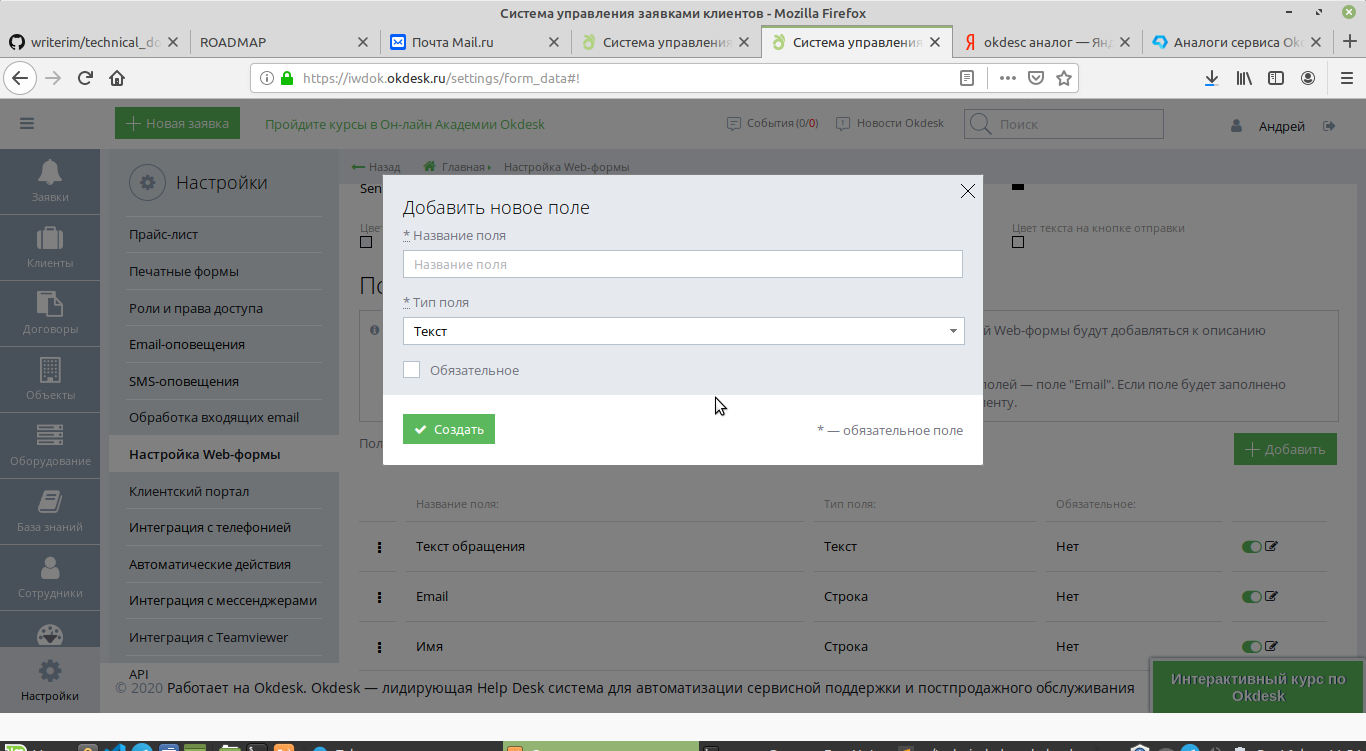 Система управления заявками клиентов - Mozilla Firefox
writerim/technical_do
ROADMAP
Почта Mail.ru
Система управления
Система управления
okdesc аналог — Янд
Аналоги сервиса Okd
https://iwdok.okdesk.ru/settings/form_data#!
Новая заявка
Пройдите курсы в Он-лайн Академии Okdesk
События (0/0)
Новости Okdesk
Поиск
Андрей
Заявки
Клиенты
Договоры
Объекты
Оборудование
База знаний
Сотрудники
Настройки
Настройки
Прайс-лист
Печатные формы
Роли и права доступа
Email-оповещения
SMS-оповещения
Обработка входящих email
Настройка Web-формы
Клиентский портал
Интеграция с телефонией
Автоматические действия
Интеграция с мессенджерами
Интеграция с Teamviewer
API
Назад
Главная
Настройка Web-формы
Sen
Цве
Цвет текста на кнопке отправки
По
Добавить новое поле
* Название поля
Название поля
* Тип поля
Текст
Обязательное
Создать
* — обязательное поле
й Web-формы будут добавляться к описанию
полей — поле "Email". Если поле будет заполнено
иенту.
Пол
Добавить
Название поля:
Тип поля:
Обязательное:
Текст обращения
Текст
Нет
Email
Строка
Нет
Имя
Строка
Нет
© 2020 Работает на Okdesk. Okdesk — лидирующая Help Desk система для автоматизации сервисной поддержки и постпродажного обслуживания
Интерактивный курс по
Okdesk